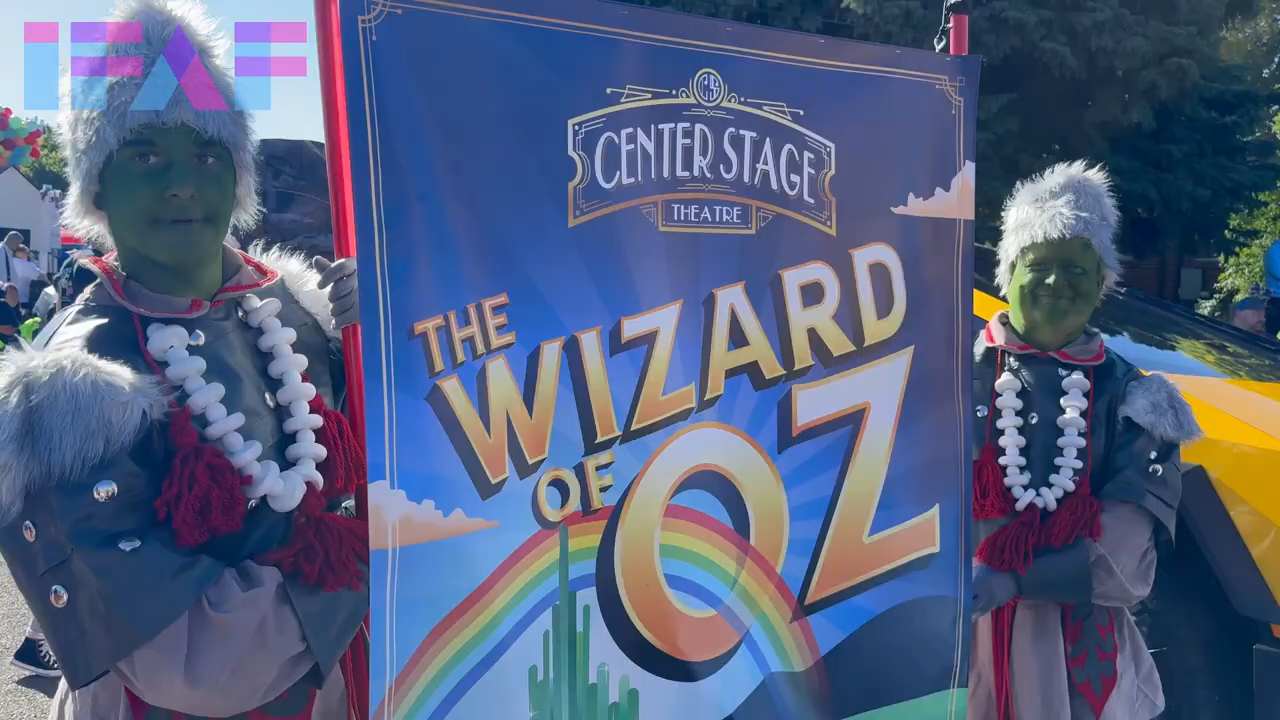 IFAF
CS
CENTER STAGE
THEATRE
THE
WIZARD
OF
OZ